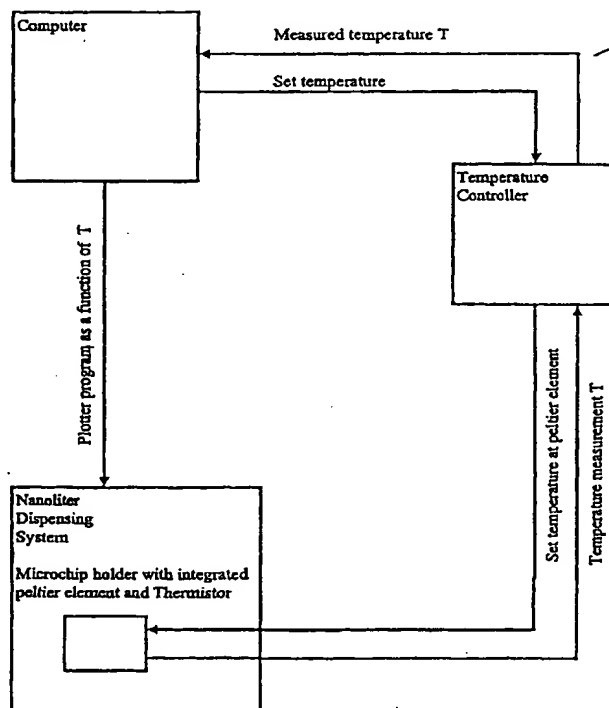 Computer
Measured temperature T
Set temperature
Temperature
Controller
Plotter program as a function of T
Set temperature at peltier element
Temperature measurement T
Nanoliter
Dispensing
System
Microchip holder with integrated
peltier element and Thermistor